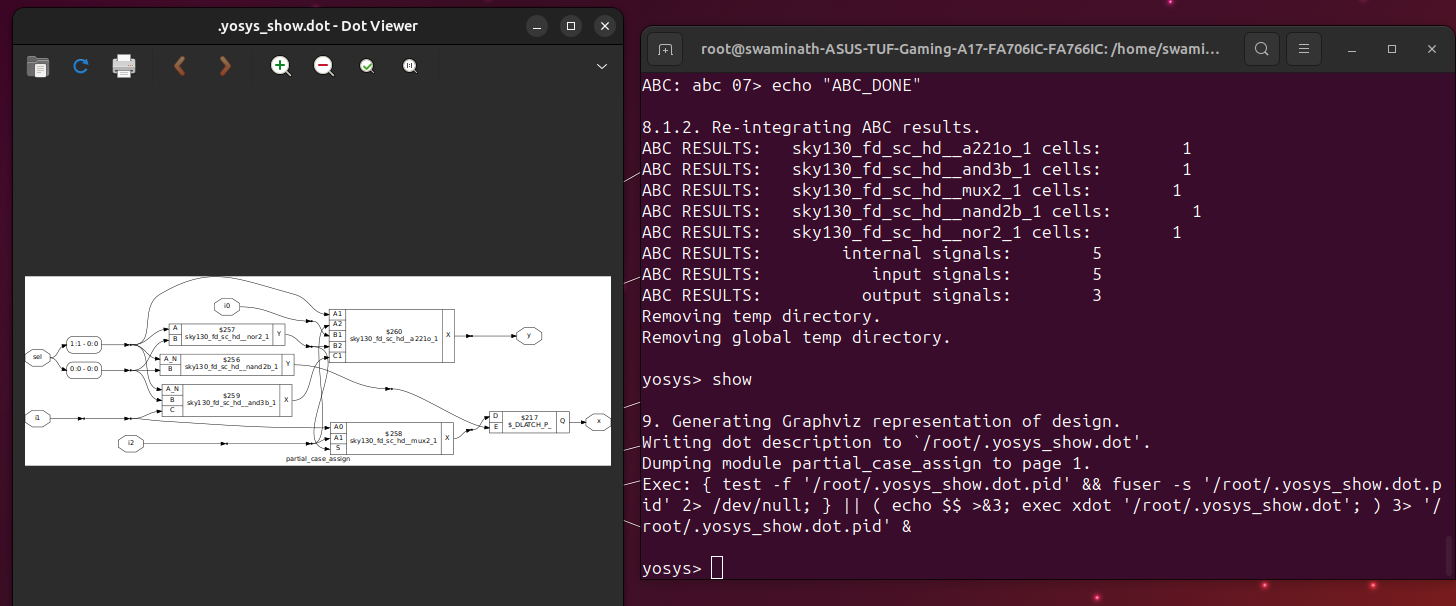 .yosys_show.dot - Dot Viewer
i0
$257
sky130_fd_sc_hd__nor2_1
A
B
Y
sel
1:1 - 0:0
0:0 - 0:0
$256
sky130_fd_sc_hd__nand2b_1
A_N
B
Y
$259
sky130_fd_sc_hd__and3b_1
A_N
B
C
X
i1
i2
A1
A2
B1
B2
C1
$260
sky130_fd_sc_hd__a221o_1
X
y
A0
A1
S
$258
sky130_fd_sc_hd__mux2_1
X
D
E
$217
$_DLATCH_P_
Q
x
partial_case_assign
root@swaminath-ASUS-TUF-Gaming-A17-FA706IC-FA766IC: /home/swami...
ABC: abc 07> echo "ABC_DONE"
8.1.2. Re-integrating ABC results.
ABC RESULTS:   sky130_fd_sc_hd__a221o_1 cells:        1
ABC RESULTS:   sky130_fd_sc_hd__and3b_1 cells:        1
ABC RESULTS:   sky130_fd_sc_hd__mux2_1 cells:        1
ABC RESULTS:   sky130_fd_sc_hd__nand2b_1 cells:        1
ABC RESULTS:   sky130_fd_sc_hd__nor2_1 cells:        1
ABC RESULTS:        internal signals:        5
ABC RESULTS:           input signals:        5
ABC RESULTS:          output signals:        3
Removing temp directory.
Removing global temp directory.
yosys> show
9. Generating Graphviz representation of design.
Writing dot description to `/root/.yosys_show.dot'.
Dumping module partial_case_assign to page 1.
Exec: { test -f '/root/.yosys_show.dot.pid' && fuser -s '/root/.yosys_show.dot.p
id' 2> /dev/null; } || ( echo $$ >&3; exec xdot '/root/.yosys_show.dot'; ) 3> '/
root/.yosys_show.dot.pid' &
yosys>